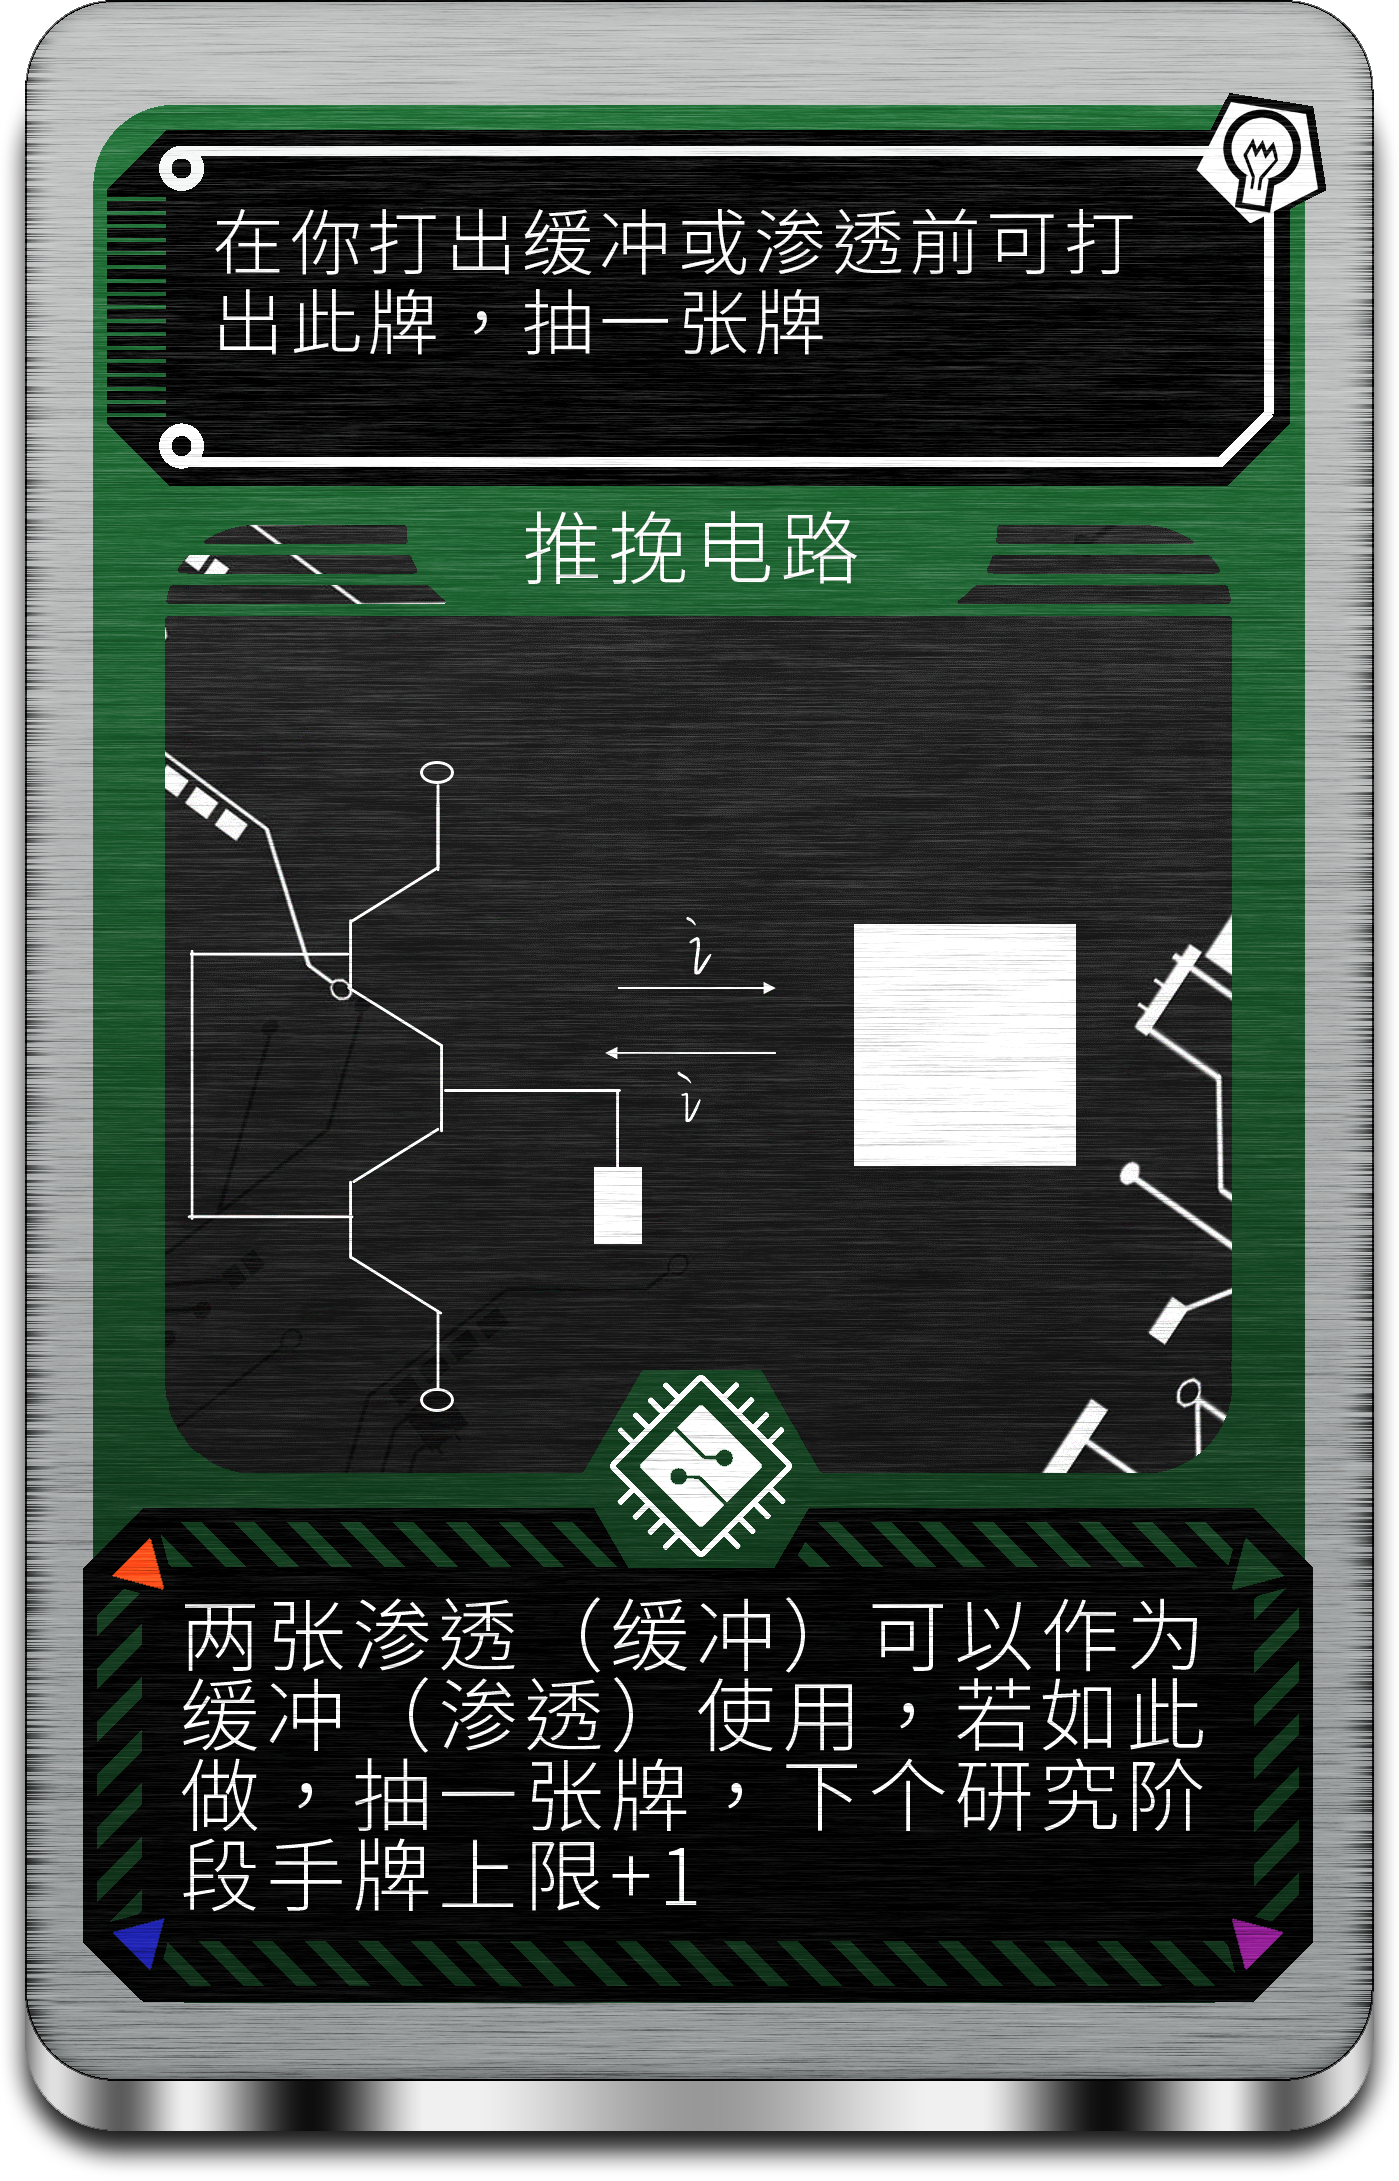 在你打出缓冲或渗透前可打
出此牌，抽一张牌
推挽电路
i
i
两张渗透（缓冲）可以作为
缓冲（渗透）使用，若如此
做，抽一张牌，下个研究阶
段手牌上限+1